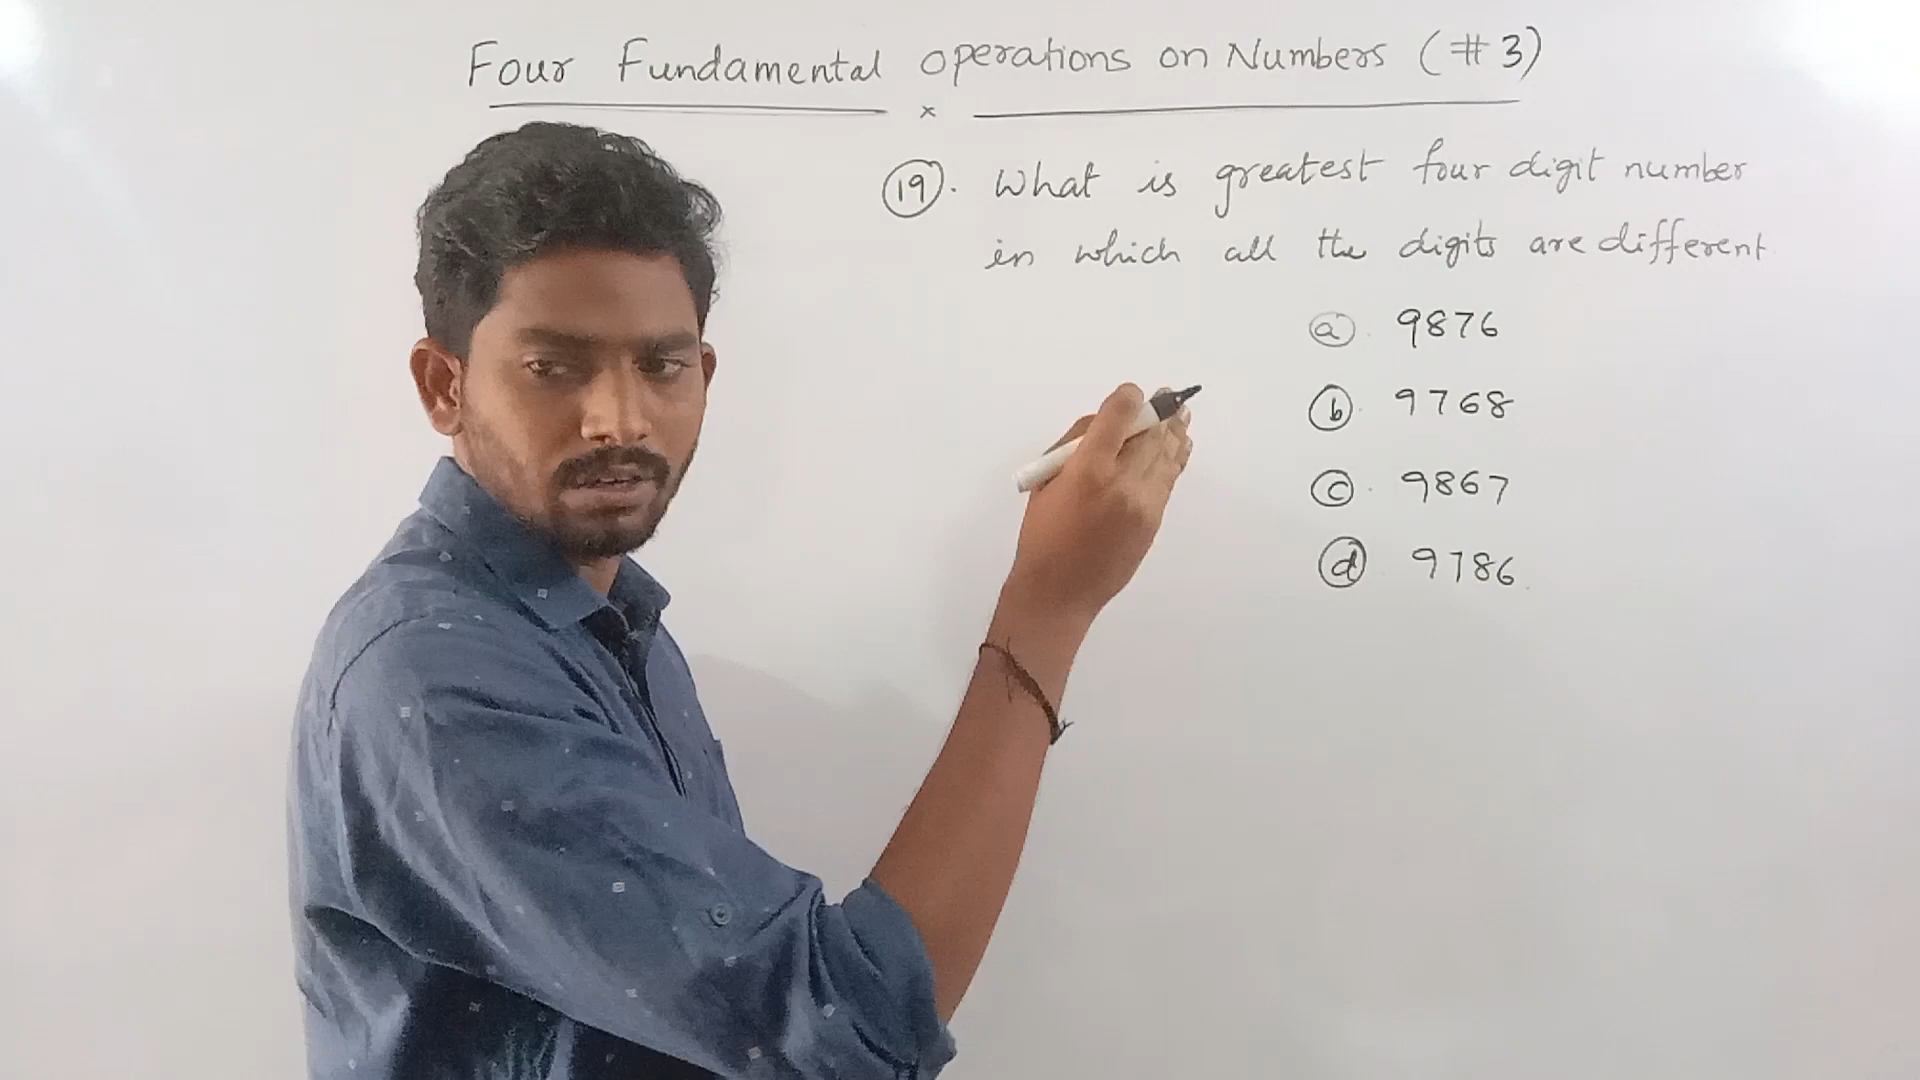 Four Fundamental operations on Numbers (#3)
×
19. What is greatest four digit number
in which all the digits are different
a. 9876
b. 9768
c. 9867
d. 9786.